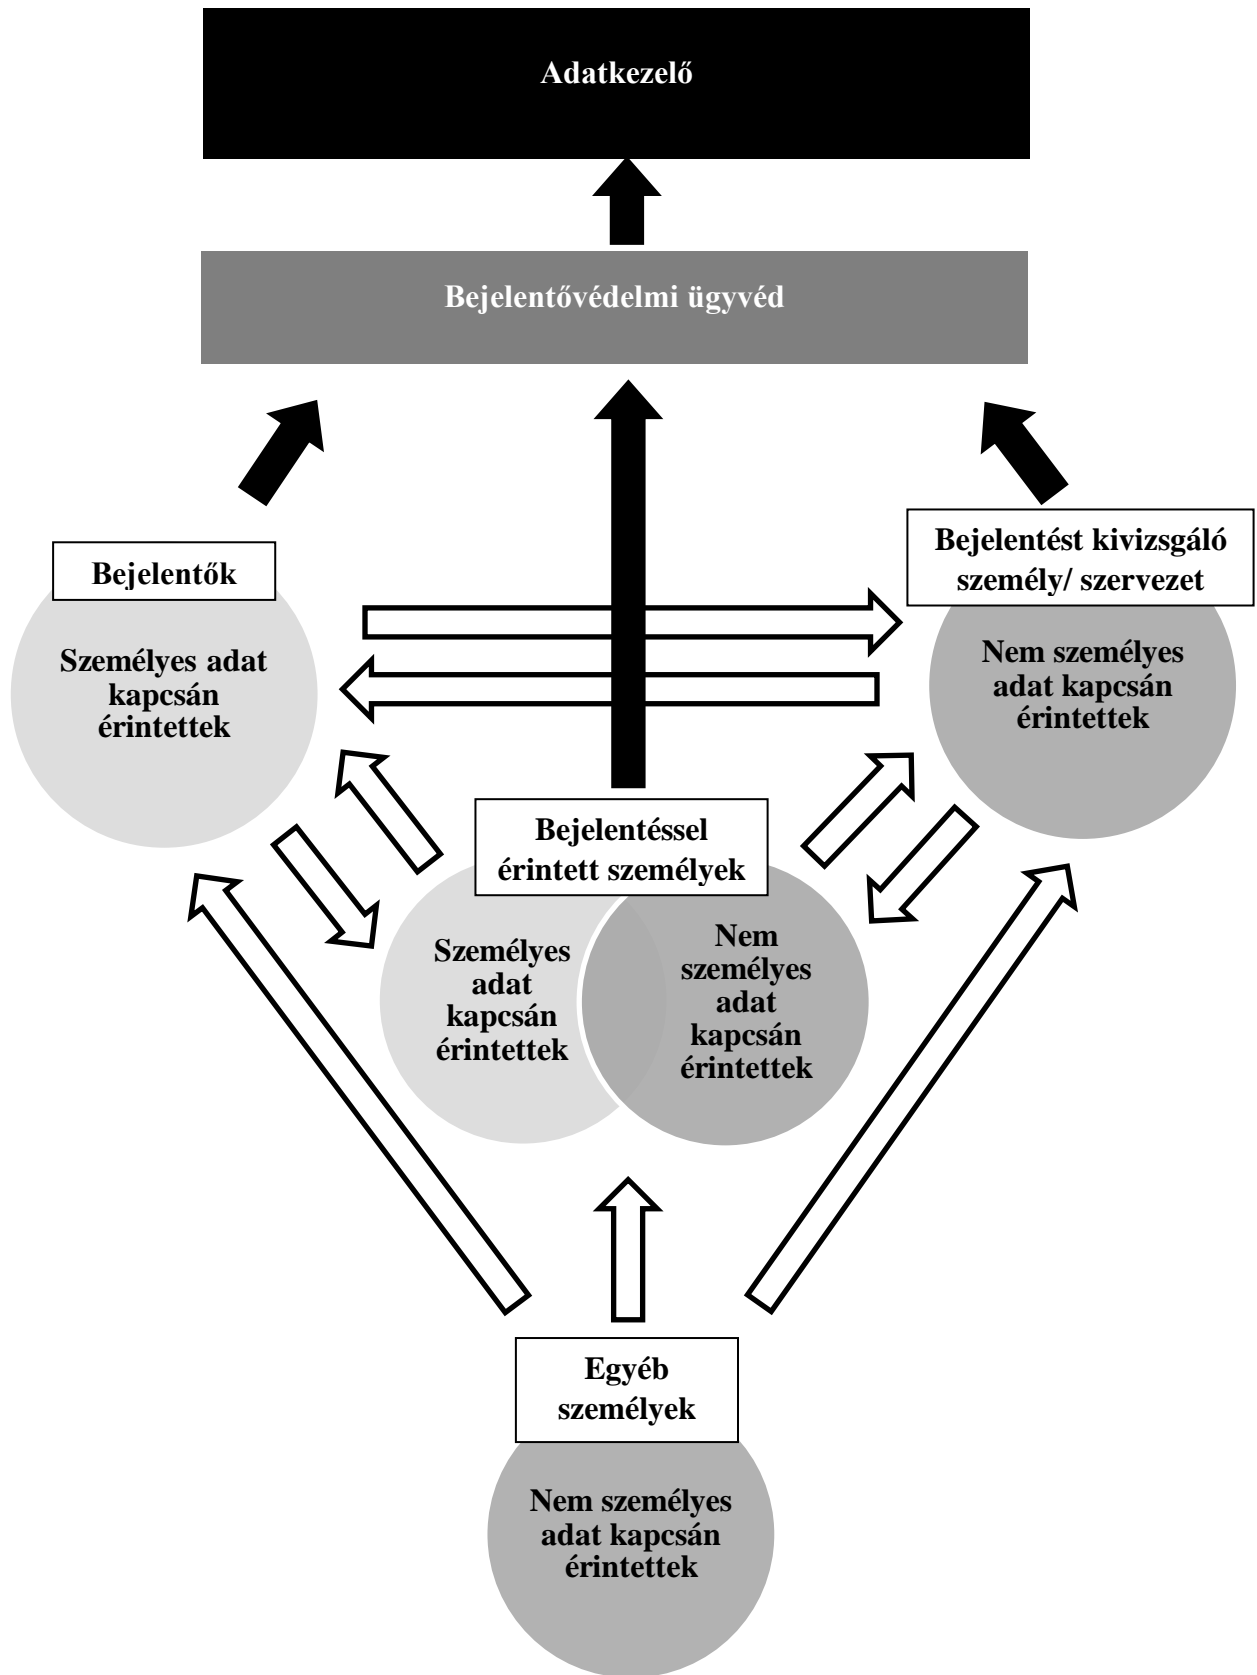 Adatkezelő
Bejelentővédelmi ügyvéd
Bejelentők
Személyes adat
kapcsán
érintettek
Bejelentést kivizsgáló
személy/ szervezet
Nem személyes
adat kapcsán
érintettek
Bejelentéssel
érintett személyek
Személyes
adat
kapcsán
érintettek
Nem
személyes
adat
kapcsán
érintettek
Egyéb
személyek
Nem személyes
adat kapcsán
érintettek